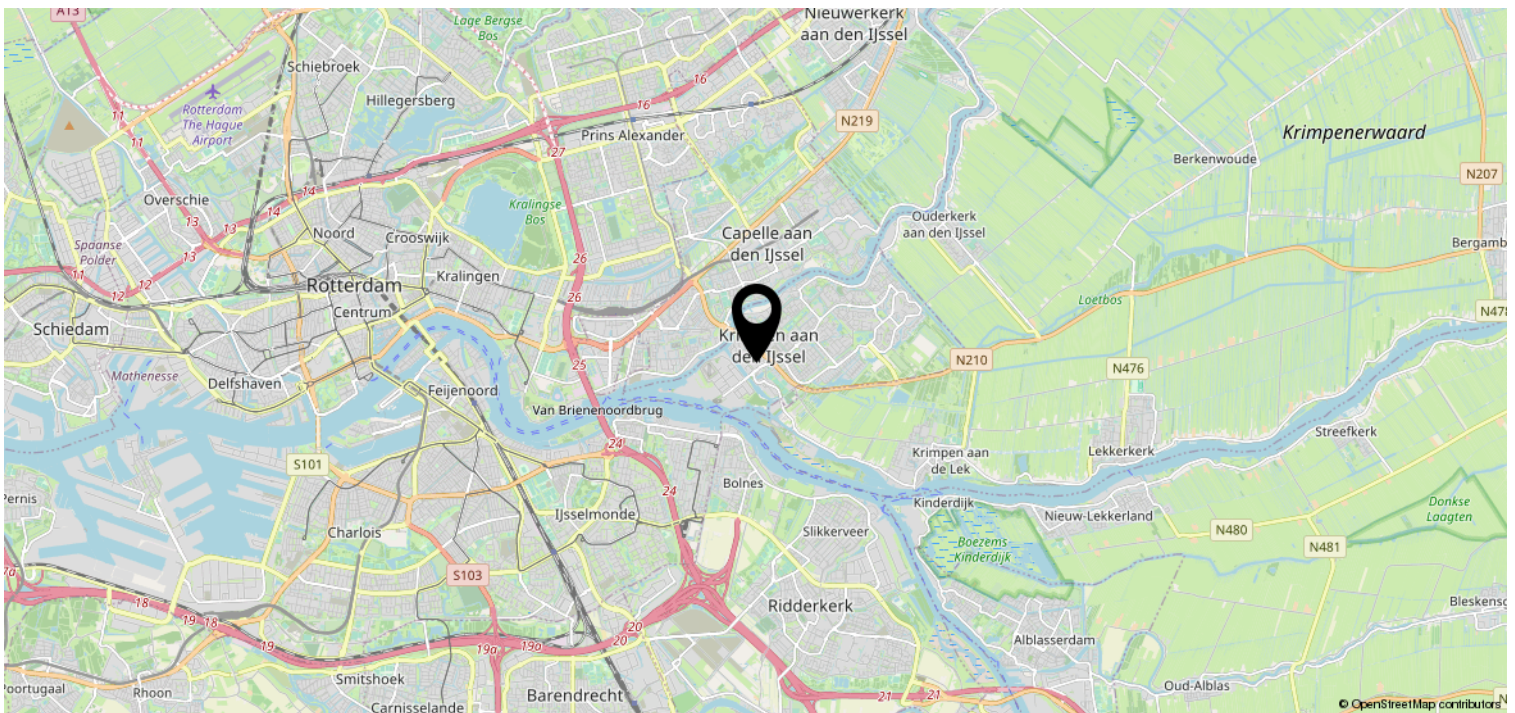 A13
Lage Bergse
Bos
Nieuwerkerk
aan den IJssel
Schiebroek
16
Hillegersberg
16
11
Rotterdam
The Hague
Airport
11
Prins Alexander
N219
Krimpenerwaard
27
Berkenwoude
N207
14
Overschie
13
14
13
Kralingse
Bos
Ouderkerk
aan den IJssel
Noord
Crooswijk
Capelle aan
den IJssel
Spaanse
Polder
13
26
Bergamb
11
12
12
Rotterdam
Kralingen
26
Loetbos
Centrum
N478
Schiedam
den IJssel
25
N210
N476
Mathenesse
Delfshaven
Feijenoord
Van Brienenoordbrug
24
Streefkerk
S101
Krimpen aan
de Lek
Lekkerkerk
24
Bolnes
Pernis
Kinderdijk
Donkse
Laagten
IJsselmonde
Nieuw-Lekkerland
Charlois
Slikkerveer
N480
Boezems
Kinderdijk
N481
S103
17a
18
19
18
Ridderkerk
Bleskensg
20
19
19a
19a
20
Alblasserdam
Smitshoek
Oud-Alblas
Poortugaal
Rhoon
Barendrecht
21
21
Carnisselande
N
© OpenStreetMap contributors